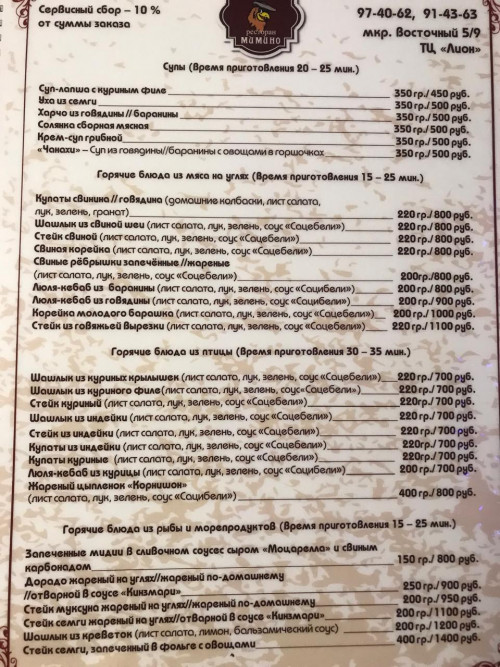 Сервисный сбор – 10 %
от суммы заказа
ресторан
МИМИНО
97-40-62, 91-43-63
мкр. Восточный 5/9
ТЦ «Лион»
Супы (Время приготовления 20 – 25 мин.)
Суп-лапша с куриным филе 350 гр./450 руб.
Уха из семги 350 гр./500 руб.
Харчо из говядины//баранины 350 гр./500 руб.
Солянка сборная мясная 350 гр./500 руб.
Крем-суп грибной 350 гр./500 руб.
«Чанахи» – Суп из говядины//баранины с овощами в горшочках 350 гр./500 руб.
Горячие блюда из мяса на углях (Время приготовления 15 – 25 мин.)
Купаты свинина//говядина (домашние колбаски, лист салата,
лук, зелень, гранат) 220 гр./800 руб.
Шашлык из свиной шеи (лист салата, лук, зелень, соус «Сацебели») 220 гр./800 руб.
Стейк свиной (лист салата, лук, зелень, соус «Сацебели») 220 гр./800 руб.
Свиная корейка (лист салата, лук, зелень, соус «Сацебели») 220 гр./800 руб.
Свиные рёбрышки запечённые//жареные
(лист салата, лук, зелень, соус «Сацебели») 200гр./800 руб.
Люля-кебаб из баранины (лист салата, лук, зелень, соус «Сацибели») 200 гр./800 руб.
Люля-кебаб из говядины (лист салата, лук, зелень, соус «Сацибели») 200 гр./900 руб.
Корейка молодого барашка (лист салата, лук, зелень, соус «Сацебели») 200 гр./1000 руб.
Стейк из говяжьей вырезки (лист салата, лук, зелень, соус «Сацебели») 220 гр./1100 руб.
Горячие блюда из птицы (Время приготовления 30 – 35 мин.)
Шашлык из куриных крылышек (лист салата, лук, зелень, соус «Сацебели») 220 гр./700 руб.
Шашлык из куриного филе(лист салата, лук, зелень, соус«Сацебели») 220гр./700 руб.
Стейк куриный (лист салата, лук, зелень, соус «Сацебели») 220гр./700 руб.
Шашлык из индейки (лист салата, лук, зелень, соус «Сацебели») 220 гр./700 руб.
Стейк из индейки (лист салата, лук, зелень, соус «Сацебели») 220 гр./700 руб.
Купаты из индейки (лист салата, лук, зелень, соус «Сацебели») 220 гр./700 руб.
Купаты куриные (лист салата, лук, зелень, соус «Сацебели») 220 гр./700 руб.
Люля-кебаб из курицы (лист салата, лук, зелень, соус «Сацебели») 200 гр./700 руб.
Жареный цыпленок «Корнишон»
(лист салата, лук, зелень, соус «Сацибели») 400 гр./800 руб.
Горячие блюда из рыбы и морепродуктов (Время приготовления 15 – 25 мин.)
Запеченные мидии в сливочном соусес сыром «Моцарелла» и свиным
карбонадом 150 гр./ 800 руб.
Дорадо жареный на углях//жареный по-домашнему
//отварной в соусе «Кинзмари» 250 гр./900 руб.
Стейк муксуна жареный на углях//жареный по-домашнему 200 гр./950 руб.
Стейк семги жареный на углях//отварной в соусе «Кинзмари» 200 гр./1100 руб.
Шашлык из креветок (лист салата, лимон, бальзамический соус) 200 гр./1200 руб.
Стейк семги, запеченный в фольге с овощами 400 гр./1400 руб.